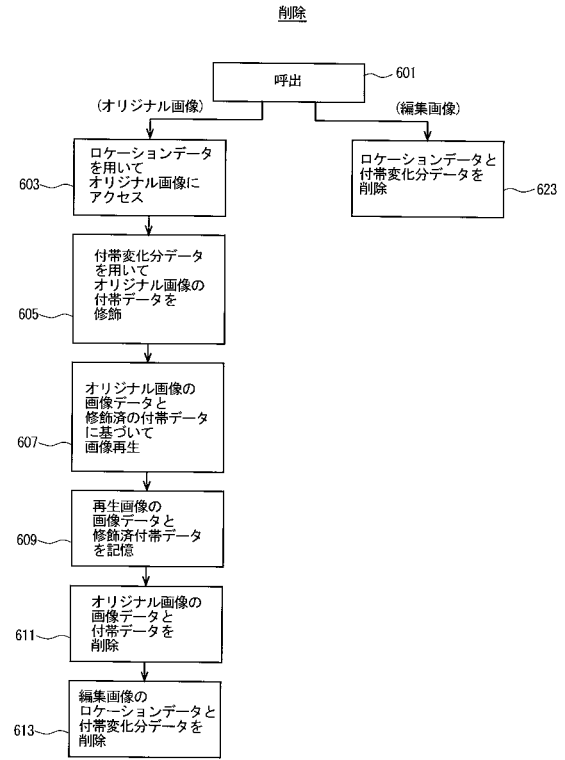 削除
呼出
601
(オリジナル画像)
(編集画像)
ロケーションデータ
を用いて
オリジナル画像に
アクセス
603
ロケーションデータと
付帯変化分データを
削除
623
付帯変化分データ
を用いて
オリジナル画像の
付帯データを
修飾
605
オリジナル画像の
画像データと
修飾済の付帯データ
に基づいて
画像再生
607
再生画像の
画像データと
修飾済付帯データ
を記憶
609
オリジナル画像の
画像データと
付帯データを
削除
611
編集画像の
ロケーションデータと
付帯変化分データを
削除
613